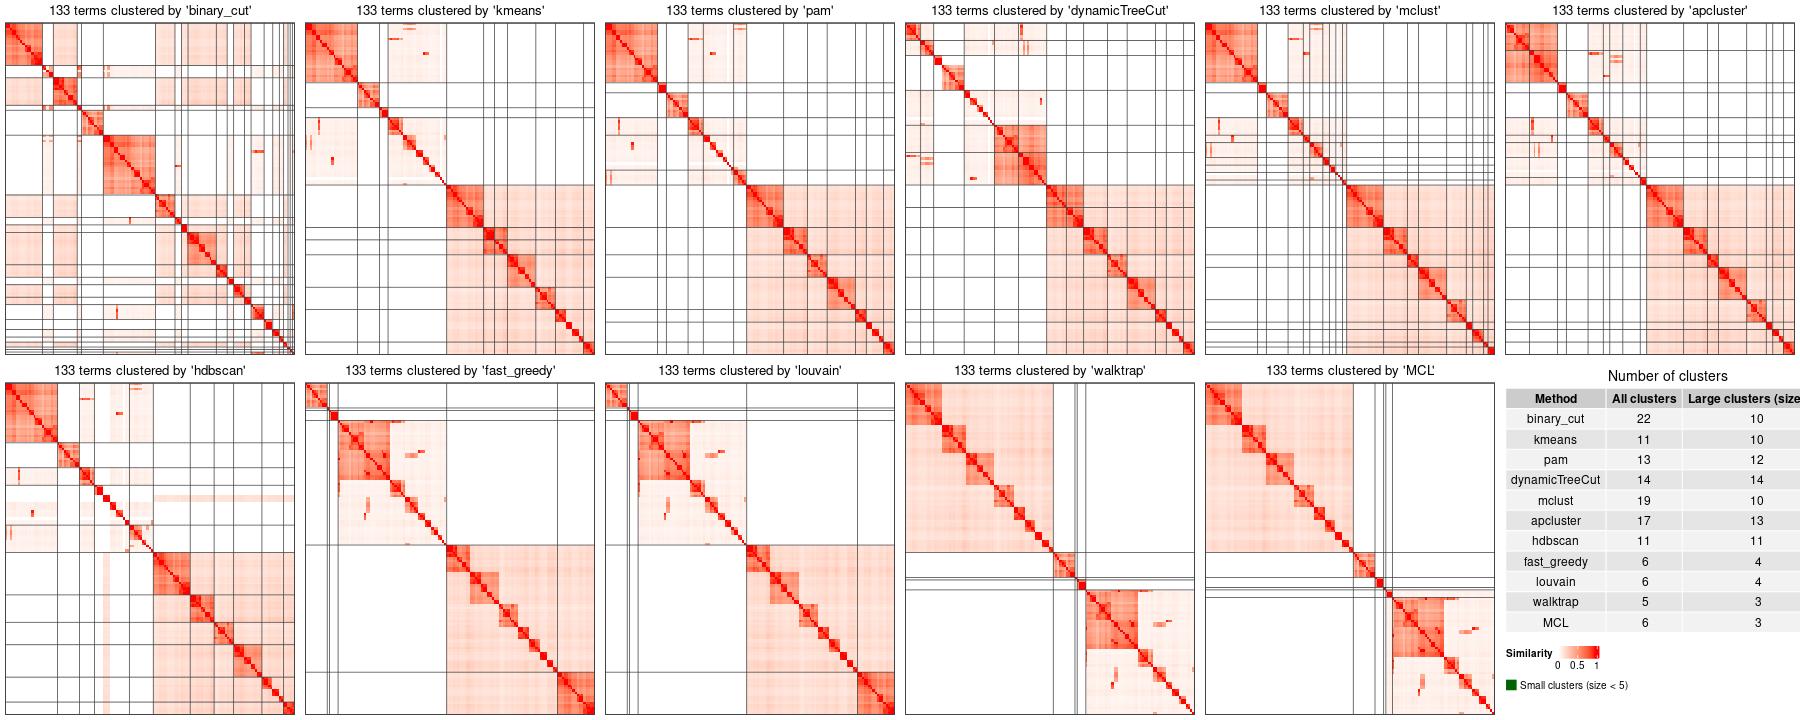 133 terms clustered by 'binary_cut'
133 terms clustered by 'kmeans'
133 terms clustered by 'pam'
133 terms clustered by 'dynamicTreeCut'
133 terms clustered by 'mclust'
133 terms clustered by 'apcluster'
133 terms clustered by 'hdbscan'
133 terms clustered by 'fast_greedy'
133 terms clustered by 'louvain'
133 terms clustered by 'walktrap'
133 terms clustered by 'MCL'
Number of clusters
Method All clusters Large clusters (size
binary_cut 22 10
kmeans 11 10
pam 13 12
dynamicTreeCut 14 14
mclust 19 10
apcluster 17 13
hdbscan 11 11
fast_greedy 6 4
louvain 6 4
walktrap 5 3
MCL 6 3
Similarity
0 0.5 1
Small clusters (size < 5)